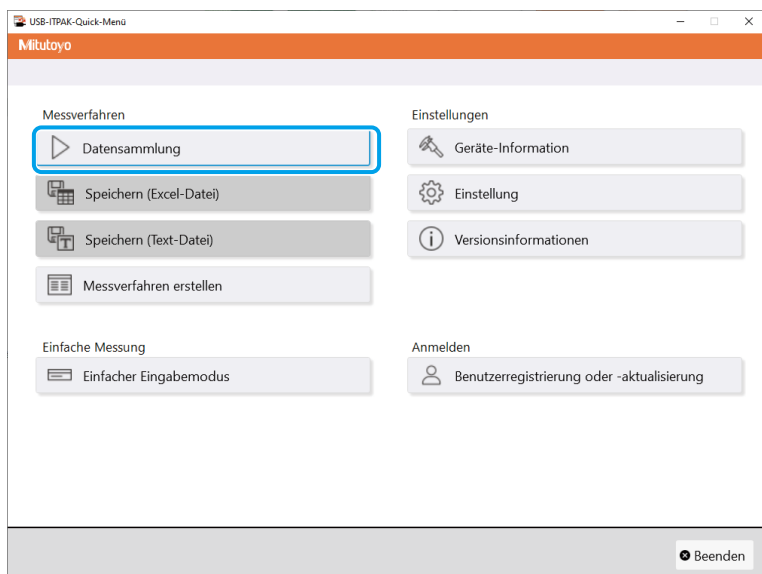 USB-ITPAK-Quick-Menü
Mitutoyo
Messverfahren
Datensammlung
Speichern (Excel-Datei)
Speichern (Text-Datei)
Messverfahren erstellen
Einfache Messung
Einfacher Eingabemodus
Einstellungen
Geräte-Information
Einstellung
Versionsinformationen
Anmelden
Benutzerregistrierung oder -aktualisierung
Beenden